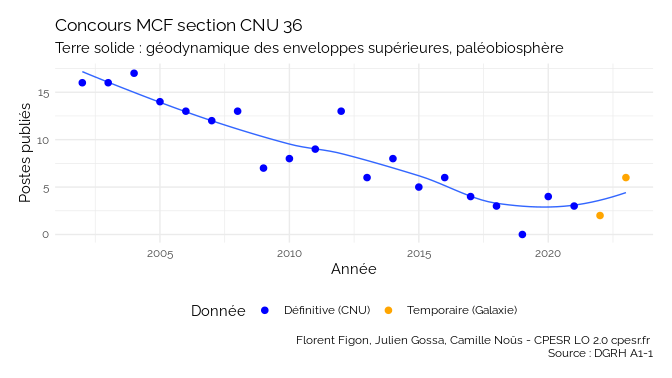 Concours MCF section CNU 36
Terre solide : géodynamique des enveloppes supérieures, paléobiosphère
Postes publiés
15
10
5
0
2005 2010 2015 2020
Année
Donnée Définitive (CNU) Temporaire (Galaxie)
Florent Figon, Julien Gossa, Camille Noûs - CPESR LO 2.0 cpesr.fr
Source : DGRH A1-1